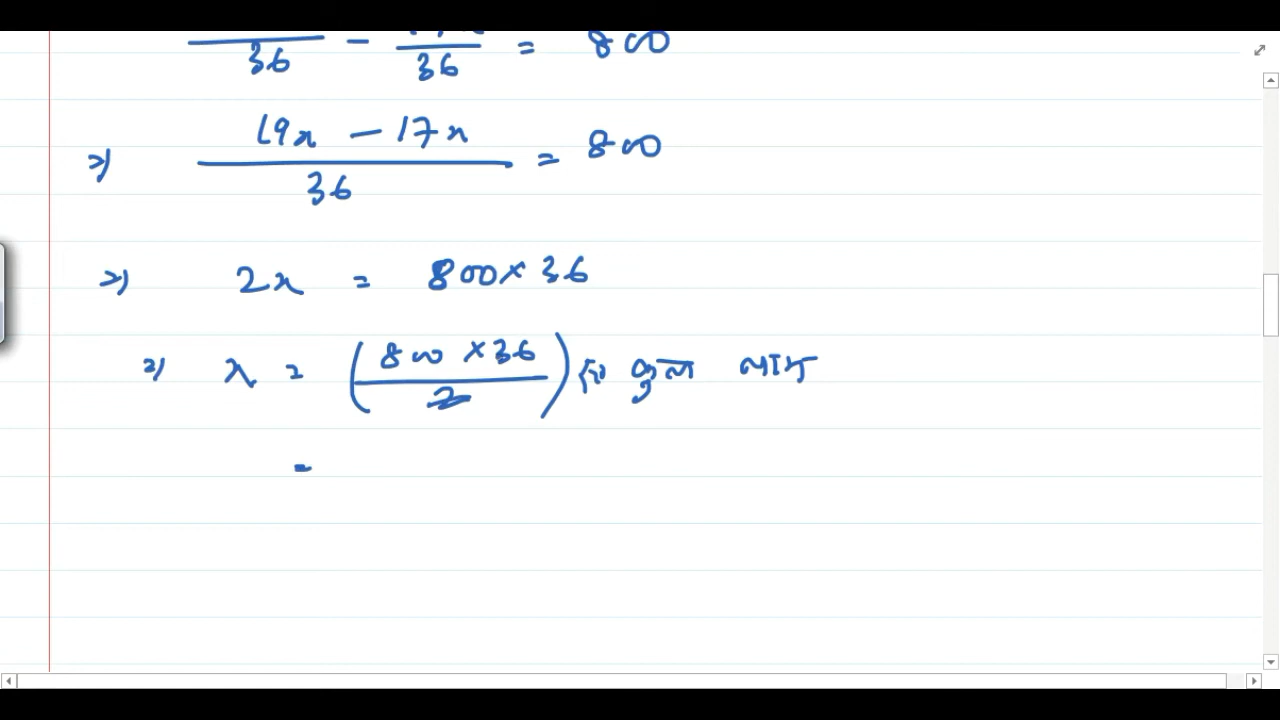 36 - 36 = 800
⇒) 19x - 17x / 36 = 800
⇒) 2x = 800 × 36
⇒) x = (800 × 36 / 2) कुल लाभ
=